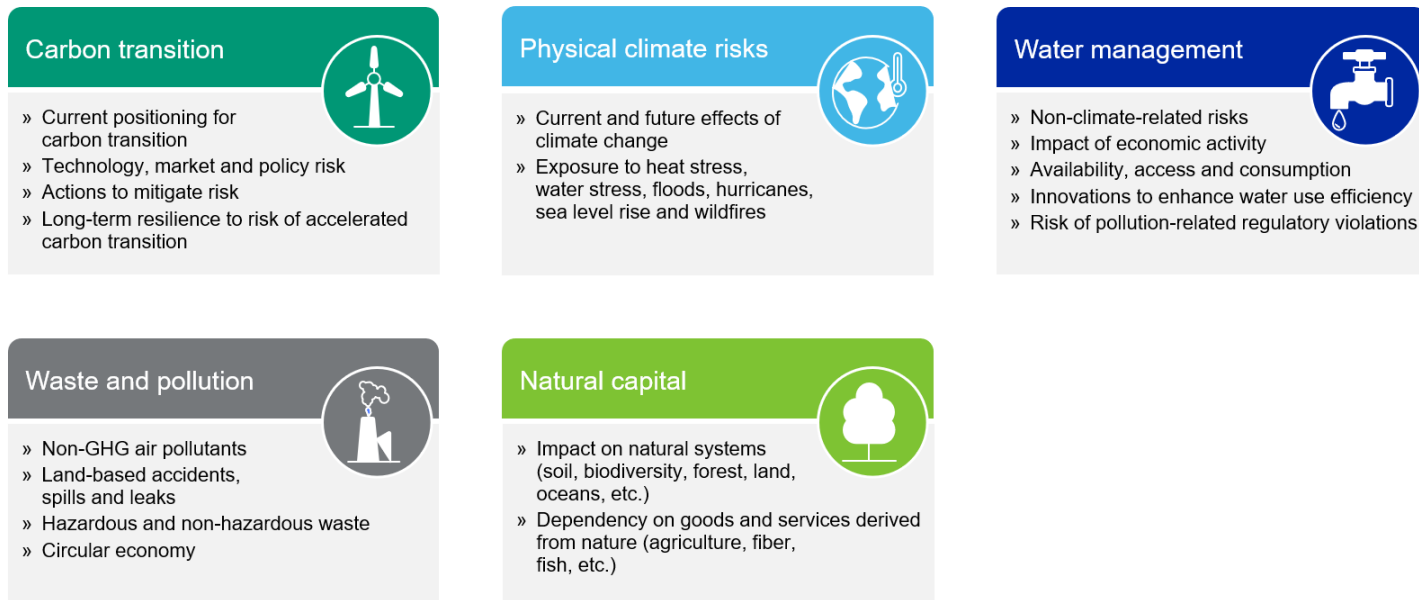 Carbon transition
» Current positioning for
carbon transition
» Technology, market and policy risk
» Actions to mitigate risk
» Long-term resilience to risk of accelerated
carbon transition
Physical climate risks
» Current and future effects of
climate change
» Exposure to heat stress,
water stress, floods, hurricanes,
sea level rise and wildfires
Water management
» Non-climate-related risks
» Impact of economic activity
» Availability, access and consumption
» Innovations to enhance water use efficiency
» Risk of pollution-related regulatory violations
Waste and pollution
» Non-GHG air pollutants
» Land-based accidents,
spills and leaks
» Hazardous and non-hazardous waste
» Circular economy
Natural capital
» Impact on natural systems
(soil, biodiversity, forest, land,
oceans, etc.)
» Dependency on goods and services derived
from nature (agriculture, fiber,
fish, etc.)